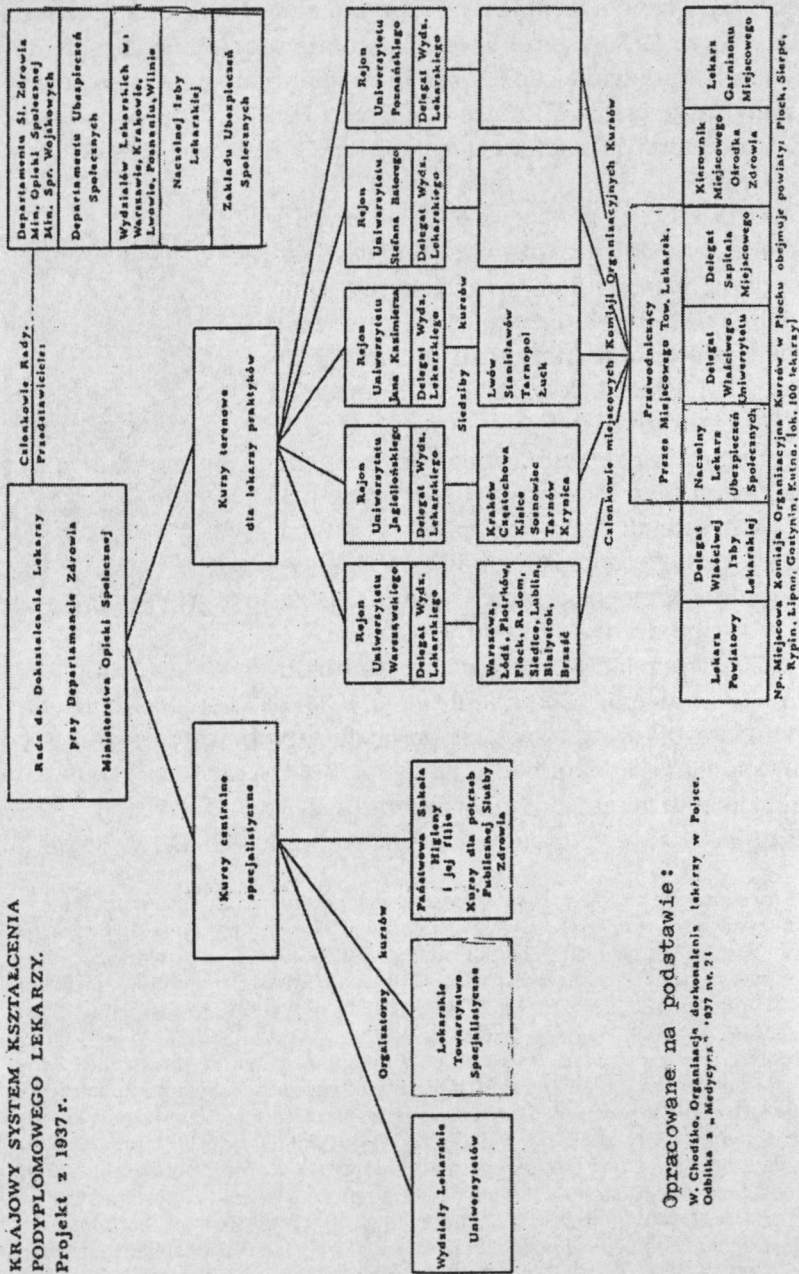 KRAJOWY SYSTEM KSZTAŁCENIA
PODYPLOMOWEGO LEKARZY.
Projekt z 1937 r.
Rada ds. Dokształcania Lekarzy
przy Departamencie Zdrowia
Ministerstwa Opieki Społecznej
Członkowie Rady.
Przedstawiciele:
Departamentu Sł. Zdrowia
Min. Opieki Społecznej
Min. Spr. Wojskowych
Departamentu Ubezpieczeń
Społecznych
Wydziałów Lekarskich w:
Warszawie, Krakowie,
Lwowie, Poznaniu, Wilnie
Naczelnej Izby
Lekarskiej
Zakładu Ubezpieczeń
Społecznych
Kursy centralne
specjalistyczne
Kursy terenowe
dla lekarzy praktyków
Orgaisatorsy kursów
Wydziały Lekarskie
Uniwersytetów
Lekarskie
Towarzystwo
Specjalistyczne
Państwowa Szkoła
Higieny
i jej filie
Kursy dla potrzeb
Publicznej Służby
Zdrowia
Rejon
Uniwersytetu
Warszawskiego
Delegat Wyds.
Lekarskiego
Rejon
Uniwersytetu
Jagiellońskiego
Delegat Wyds.
Lekarskiego
Rejon
Uniwersytetu
Jana Kazimierza
Delegat Wyds.
Lekarskiego
Rejon
Uniwersytetu
Stefana Batorego
Delegat Wyds.
Lekarskiego
Rejon
Uniwersytetu
Poznańskiego
Delegat Wyds.
Lekarskiego
Siedziby kursów
Warszawa,
Łódź, Piotrków,
Płock, Radom,
Siedlce, Lublin,
Białystok,
Brześć
Kraków
Częstochowa
Kielce
Sosnowiec
Tarnów
Krynica
Lwów
Stanisławów
Tarnopol
Łuck
Członkowie miejscowych Komisji Organizacyjnych Kursów
Przewodniczący
Prezes Miejscowego Tow. Lekarsk.
Lekarz
Powiatowy
Delegat
Właściwej
Izby
Lekarskiej
Naczelny
Lekarz
Ubezpieczeń
Społecznych
Delegat
Właściwego
Uniwersytetu
Delegat
Szpitala
Miejscowego
Kierownik
Miejscowego
Ośrodka
Zdrowia
Lekarz
Garnizonu
Miejscowego
Np. Miejscowa Komisja Organizacyjna Kursów w Płocku obejmuje powiaty: Płock, Sierpc,
Rypin, Lipno, Gostynin, Kutno. [ok. 100 lekarzy]
Opracowane na podstawie:
W. Chodźko, Organizacja doskonalenia lekarzy w Polsce.
Odbitka z „Medycyna" 1937 nr. 24